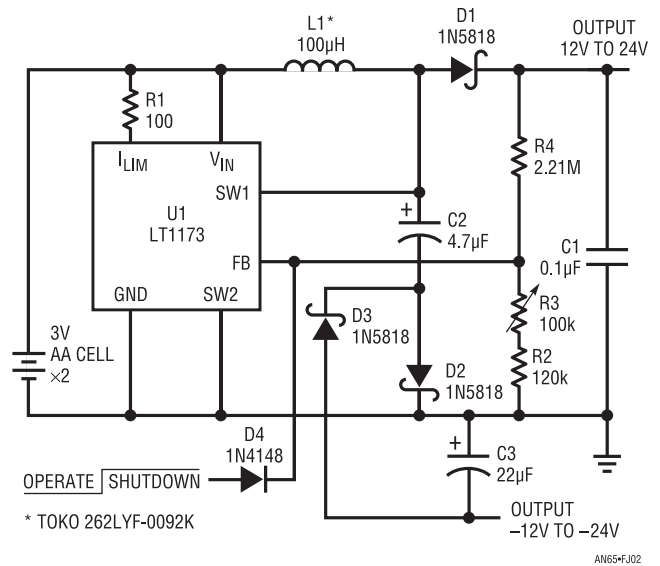 L1*
100µH
D1
1N5818
OUTPUT
12V TO 24V
R1
100
ILIM
VIN
SW1
U1
LT1173
FB
GND
SW2
R4
2.21M
+
C2
4.7µF
C1
0.1µF
R3
100k
R2
120k
D3
1N5818
D2
1N5818
3V
AA CELL
×2
D4
1N4148
OPERATE SHUTDOWN
+
C3
22µF
OUTPUT
–12V TO –24V
* TOKO 262LYF-0092K
AN65•FJ02